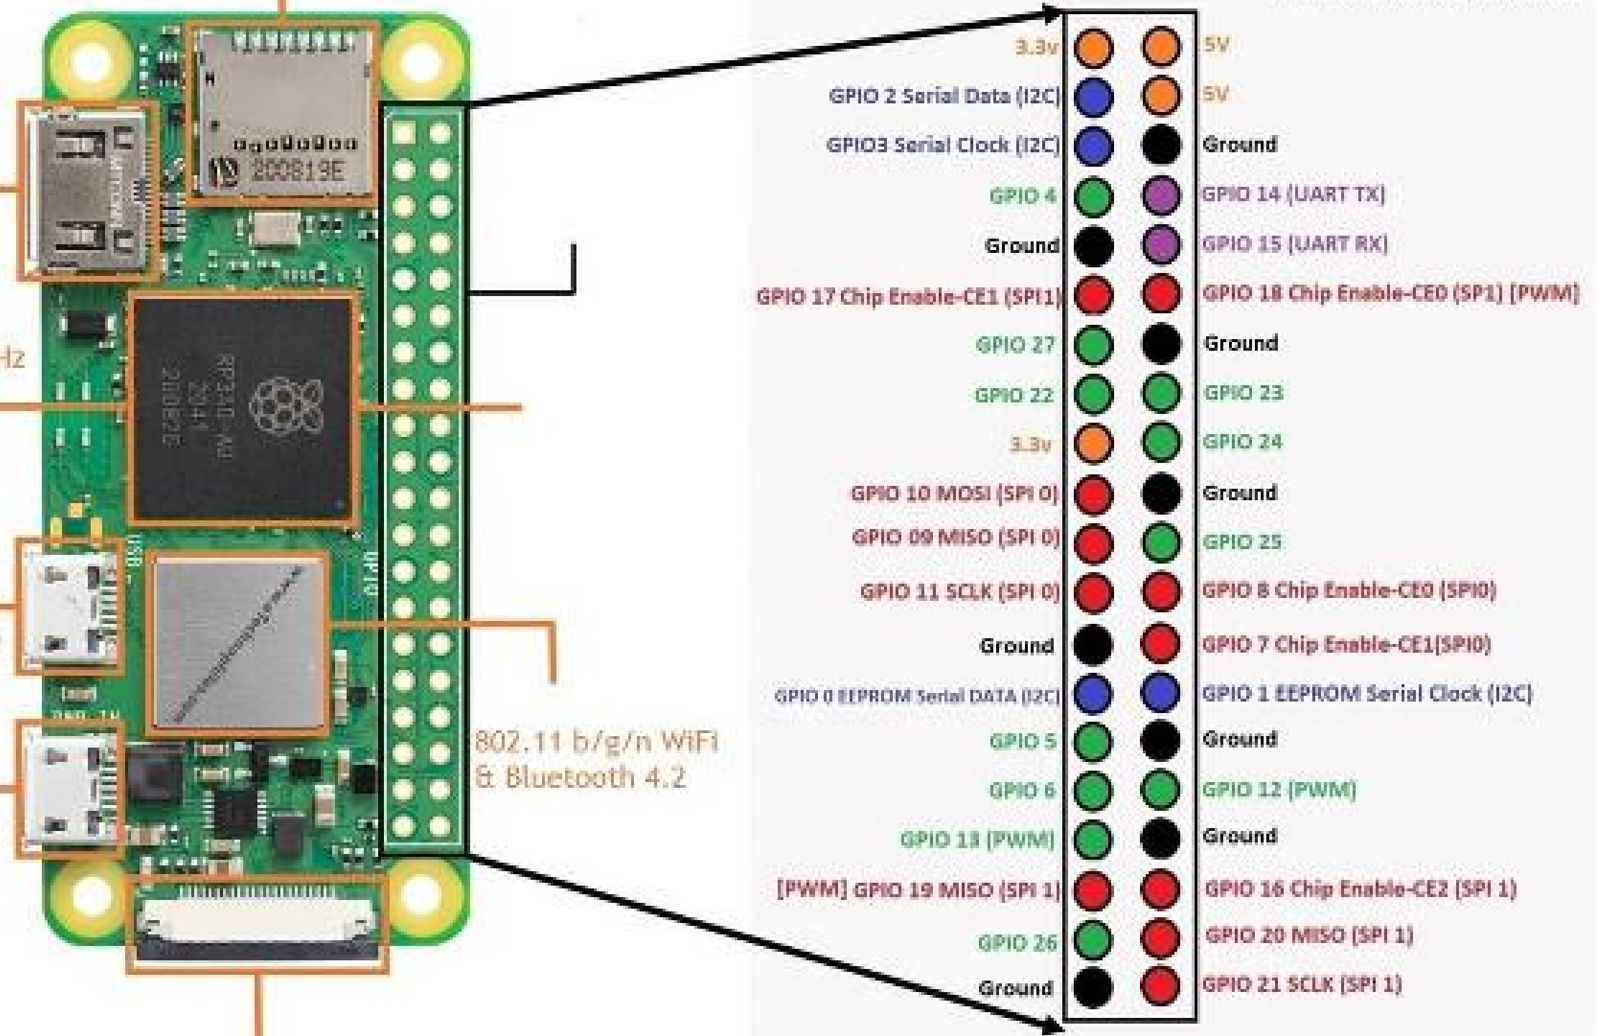 200819E
Hz
USB
GPIO
802.11 b/g/n WiFi
& Bluetooth 4.2
3.3v
5V
GPIO 2 Serial Data (I2C)
5V
GPIO3 Serial Clock (I2C)
Ground
GPIO 4
GPIO 14 (UART TX)
Ground
GPIO 15 (UART RX)
GPIO 17 Chip Enable-CE1 (SPI1)
GPIO 18 Chip Enable-CE0 (SP1) [PWM]
GPIO 27
Ground
GPIO 22
GPIO 23
3.3v
GPIO 24
GPIO 10 MOSI (SPI 0)
Ground
GPIO 09 MISO (SPI 0)
GPIO 25
GPIO 11 SCLK (SPI 0)
GPIO 8 Chip Enable-CE0 (SPI0)
Ground
GPIO 7 Chip Enable-CE1(SPI0)
GPIO 0 EEPROM Serial DATA (I2C)
GPIO 1 EEPROM Serial Clock (I2C)
GPIO 5
Ground
GPIO 6
GPIO 12 (PWM)
GPIO 13 (PWM)
Ground
[PWM] GPIO 19 MISO (SPI 1)
GPIO 16 Chip Enable-CE2 (SPI 1)
GPIO 26
GPIO 20 MISO (SPI 1)
Ground
GPIO 21 SCLK (SPI 1)